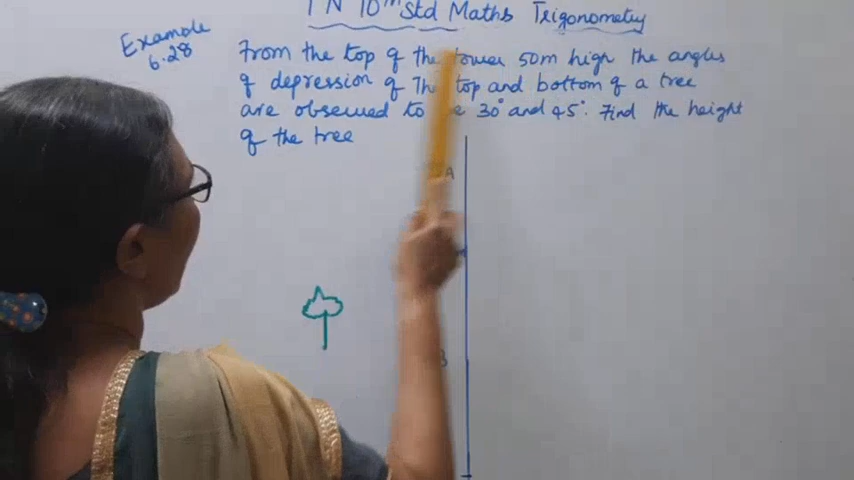 TN 10th Std Maths Trigonometry
Example
6.28
From the top of the tower 50m high the angles
of depression of the top and bottom of a tree
are observed to be 30° and 45°. Find the height
of the tree
A
B